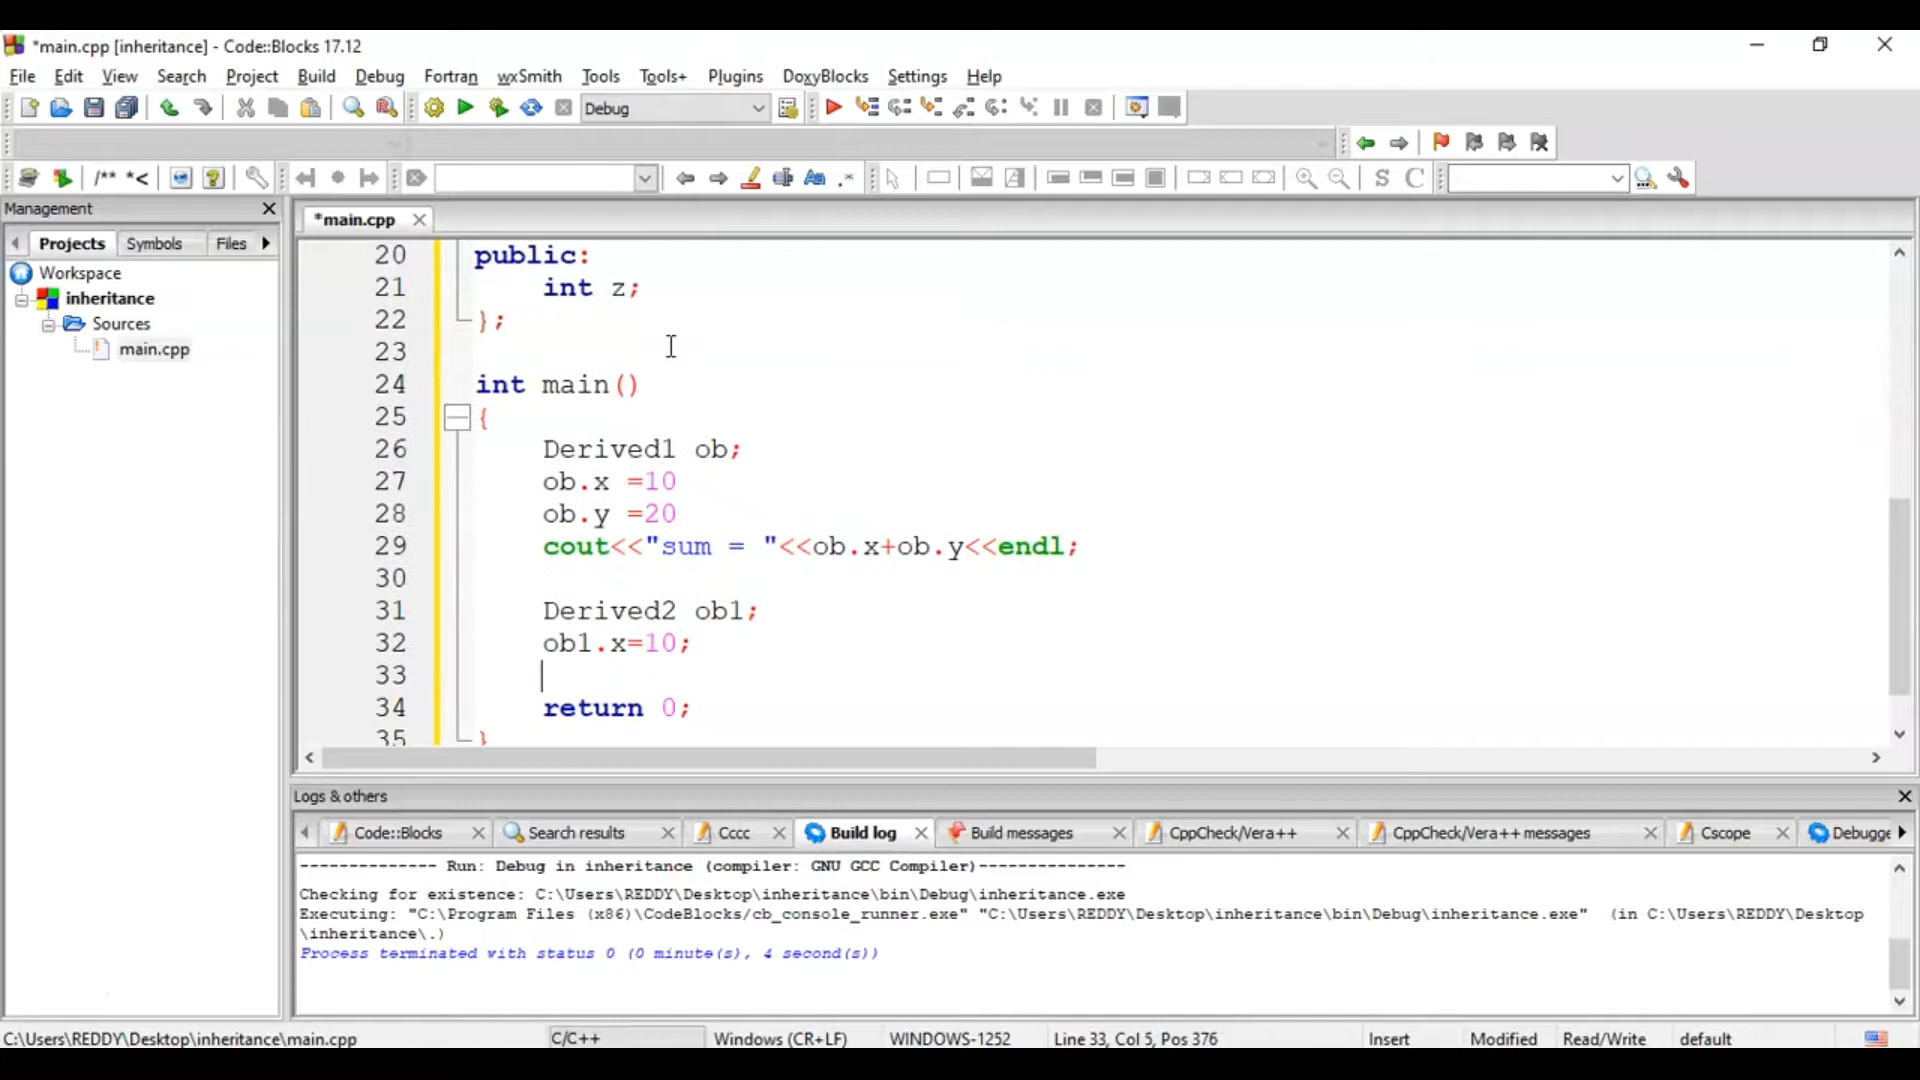 *main.cpp [inheritance] - Code::Blocks 17.12
File Edit View Search Project Build Debug Fortran wxSmith Tools Tools+ Plugins DoxyBlocks Settings Help
Debug
/** *<
S C
Management
*main.cpp
Projects Symbols Files
Workspace
inheritance
Sources
main.cpp
20 public:
21 int z;
22 };
23
24 int main()
25 {
26 Derived1 ob;
27 ob.x =10
28 ob.y =20
29 cout<<"sum = "<<ob.x+ob.y<<endl;
30
31 Derived2 ob1;
32 ob1.x=10;
33
34 return 0;
35 }
Logs & others
Code::Blocks Search results Cccc Build log Build messages CppCheck/Vera++ CppCheck/Vera++ messages Cscope Debugge
-------------- Run: Debug in inheritance (compiler: GNU GCC Compiler)---------------
Checking for existence: C:\Users\REDDY\Desktop\inheritance\bin\Debug\inheritance.exe
Executing: "C:\Program Files (x86)\CodeBlocks/cb_console_runner.exe" "C:\Users\REDDY\Desktop\inheritance\bin\Debug\inheritance.exe" (in C:\Users\REDDY\Desktop
\inheritance\.)
Process terminated with status 0 (0 minute(s), 4 second(s))
C:\Users\REDDY\Desktop\inheritance\main.cpp C/C++ Windows (CR+LF) WINDOWS-1252 Line 33, Col 5, Pos 376 Insert Modified Read/Write default